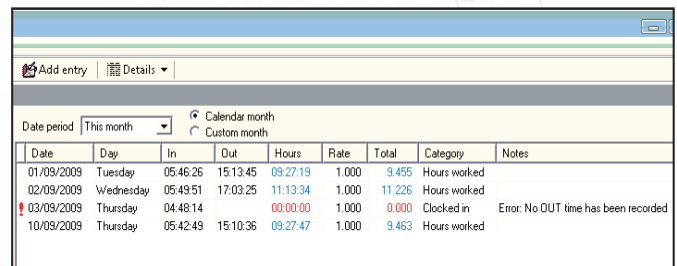 Add entry Details
Date period This month Calendar month
Custom month
Date Day In Out Hours Rate Total Category Notes
01/09/2009 Tuesday 05:46:26 15:13:45 09:27:19 1.000 9.455 Hours worked
02/09/2009 Wednesday 05:49:51 17:03:25 11:13:34 1.000 11.226 Hours worked
! 03/09/2009 Thursday 04:48:14 00:00:00 1.000 0.000 Clocked in Error: No OUT time has been recorded
10/09/2009 Thursday 05:42:49 15:10:36 09:27:47 1.000 9.463 Hours worked